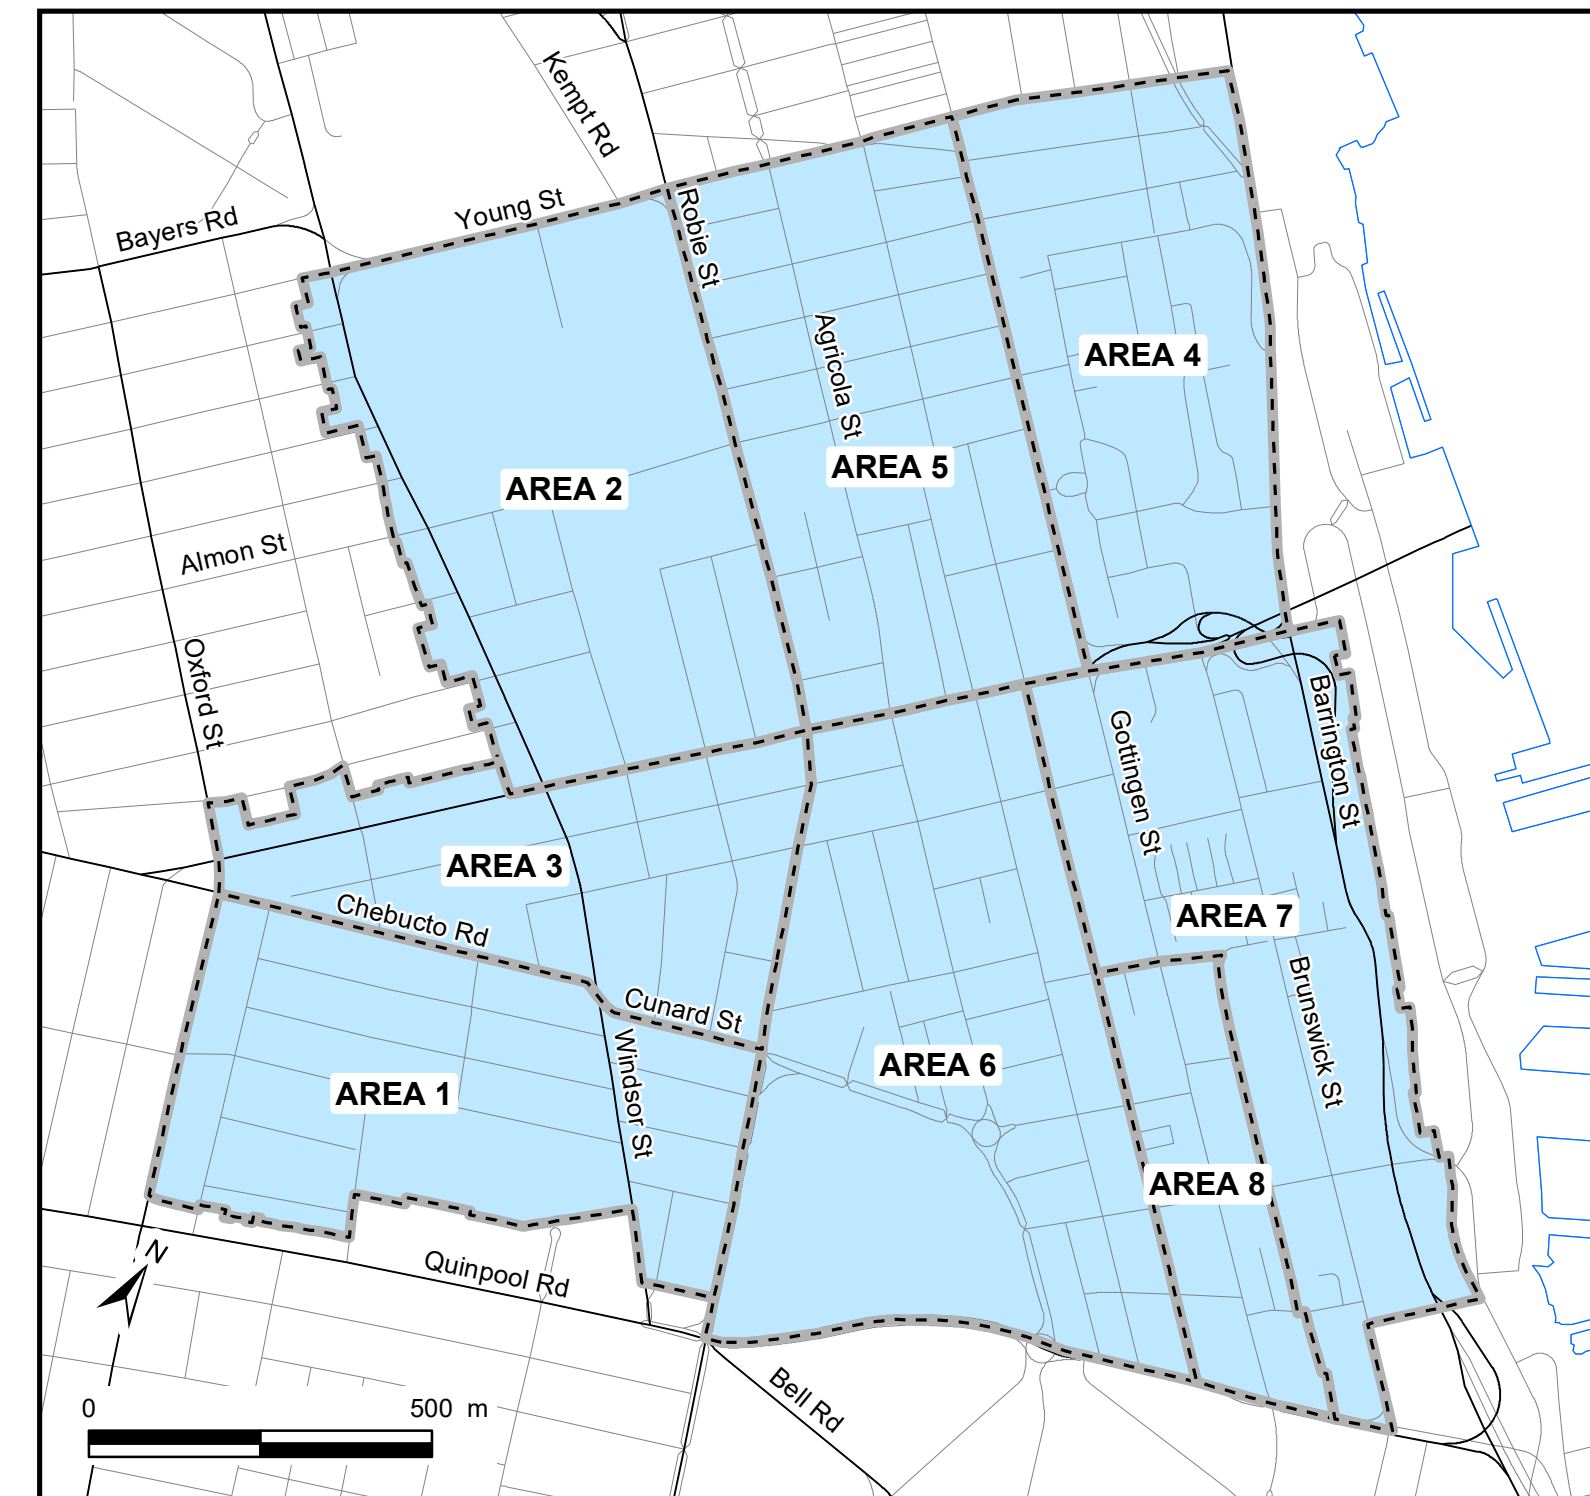 Kempt Rd
Young St
Bayers Rd
Robie St
Agricola St
AREA 4
AREA 5
AREA 2
Almon St
Oxford St
Gottingen St
Barrington St
AREA 3
Chebucto Rd
AREA 7
Cunard St
Brunswick St
Windsor St
AREA 6
AREA 1
AREA 8
N
Quinpool Rd
Bell Rd
0 500 m